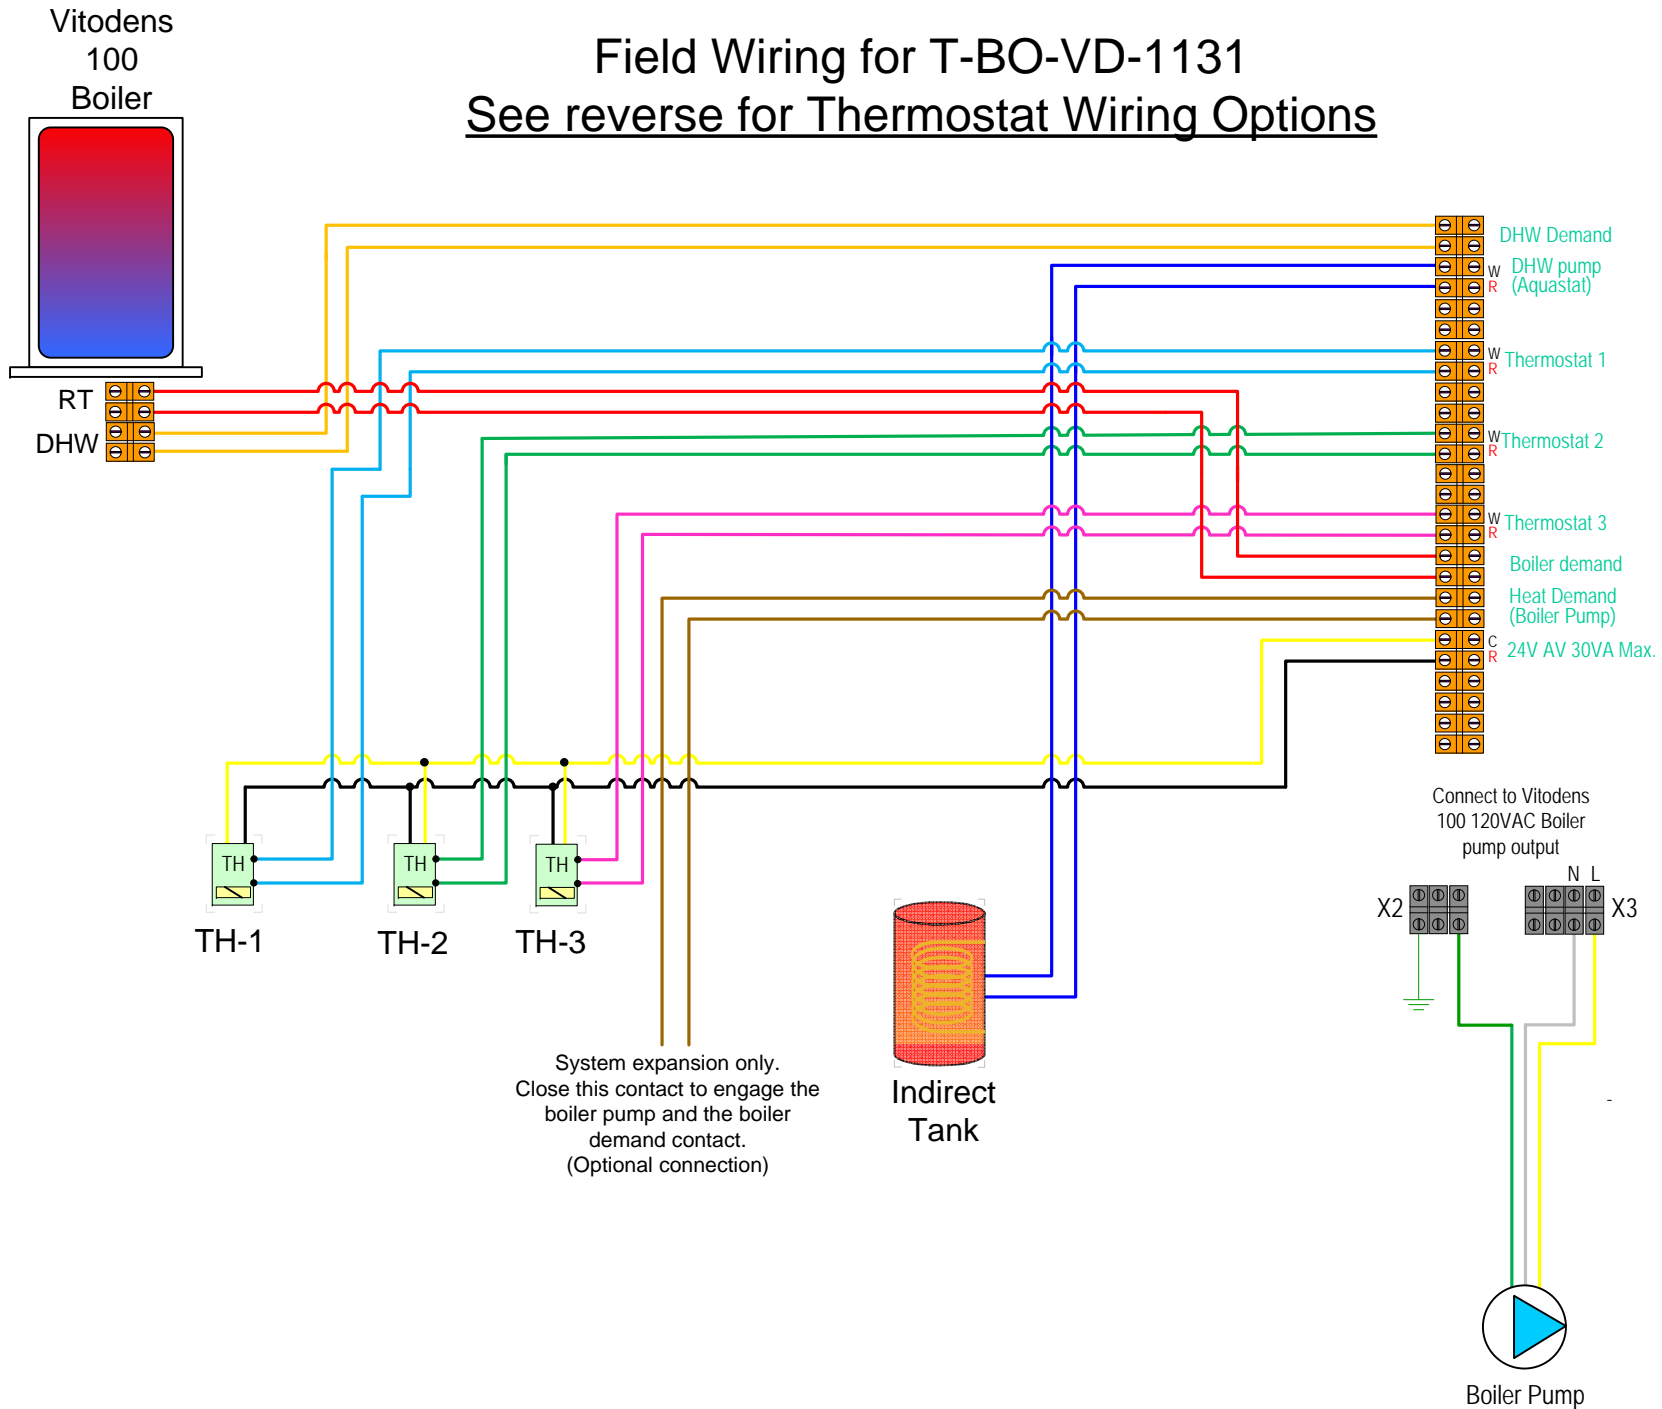 Vitodens
100
Boiler
Field Wiring for T-BO-VD-1131
See reverse for Thermostat Wiring Options
DHW Demand
W
R
DHW pump
(Aquastat)
W
R
Thermostat 1
RT
DHW
W
R
Thermostat 2
W
R
Thermostat 3
Boiler demand
Heat Demand
(Boiler Pump)
C
R
24V AV 30VA Max.
Connect to Vitodens
100 120VAC Boiler
pump output
N L
X2
X3
TH
TH
TH
TH-1
TH-2
TH-3
System expansion only.
Close this contact to engage the
boiler pump and the boiler
demand contact.
(Optional connection)
Indirect
Tank
-
Boiler Pump